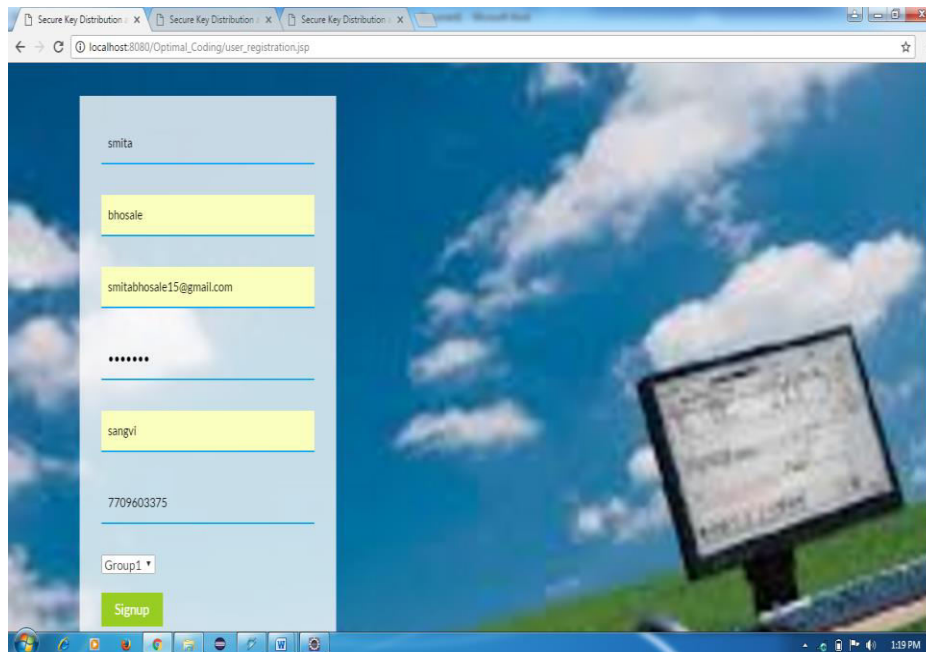 Secure Key Distribution a x Secure Key Distribution a x Secure Key Distribution a x
localhost:8080/Optimal_Coding/user_registration.jsp
smita
bhosale
smitabhosale15@gmail.com
•••••••
sangvi
7709603375
Group1
Signup
1:19 PM